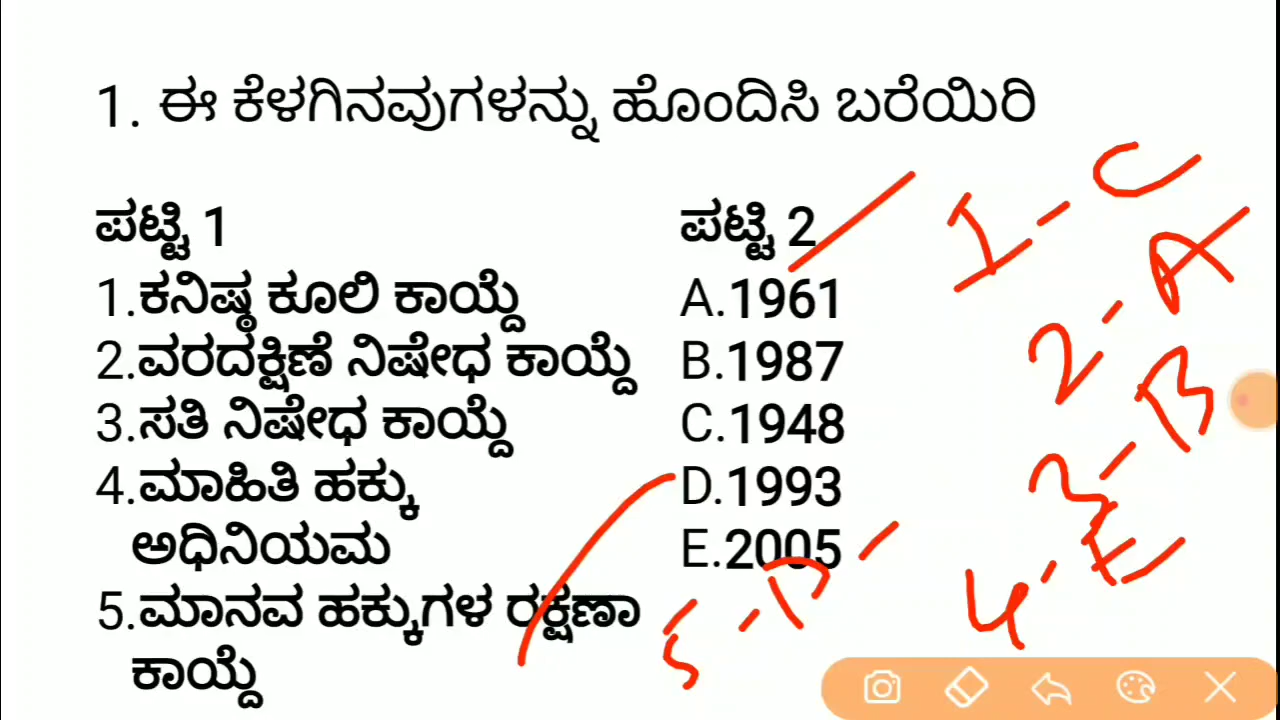 1. ಈ ಕೆಳಗಿನವುಗಳನ್ನು ಹೊಂದಿಸಿ ಬರೆಯಿರಿ
ಪಟ್ಟಿ 1
1.ಕನಿಷ್ಠ ಕೂಲಿ ಕಾಯ್ದೆ
2.ವರದಕ್ಷಿಣೆ ನಿಷೇಧ ಕಾಯ್ದೆ
3.ಸತಿ ನಿಷೇಧ ಕಾಯ್ದೆ
4.ಮಾಹಿತಿ ಹಕ್ಕು
ಅಧಿನಿಯಮ
5.ಮಾನವ ಹಕ್ಕುಗಳ ರಕ್ಷಣಾ
ಕಾಯ್ದೆ
ಪಟ್ಟಿ 2
A.1961
B.1987
C.1948
D.1993
E.2005
1-C
2-A
3-B
4-E
5-D